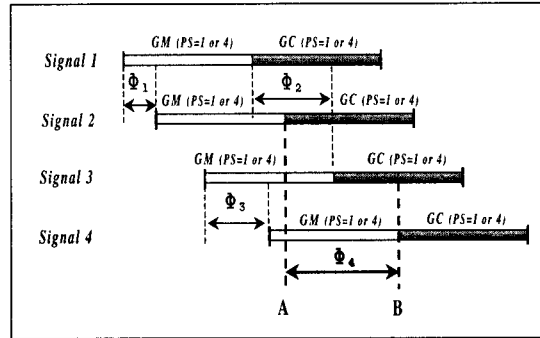 GM (PS=1 or 4) GC (PS=1 or 4)
Signal 1
Φ1 Φ2
GM (PS=1 or 4) GC (PS=1 or 4)
Signal 2
GM (PS=1 or 4) GC (PS=1 or 4)
Signal 3
Φ3
GM (PS=1 or 4) GC (PS=1 or 4)
Signal 4
Φ4
A B